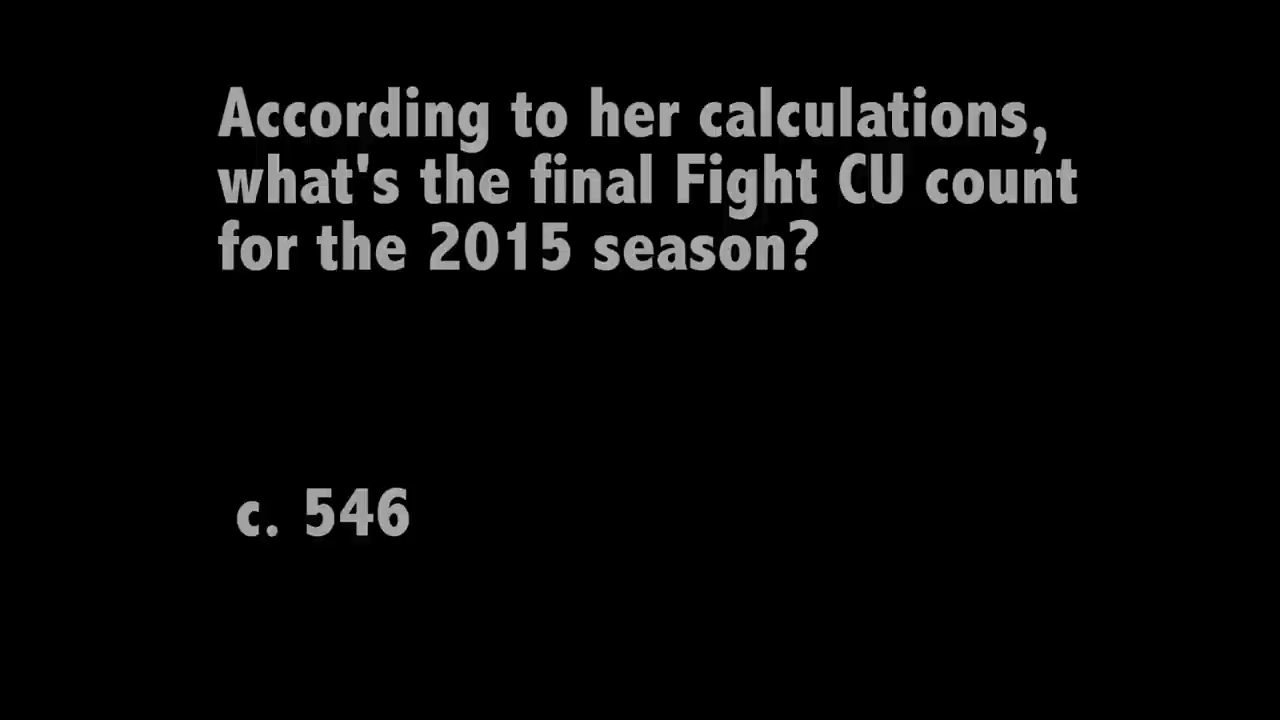 According to her calculations,
what's the final Fight CU count
for the 2015 season?
c. 546